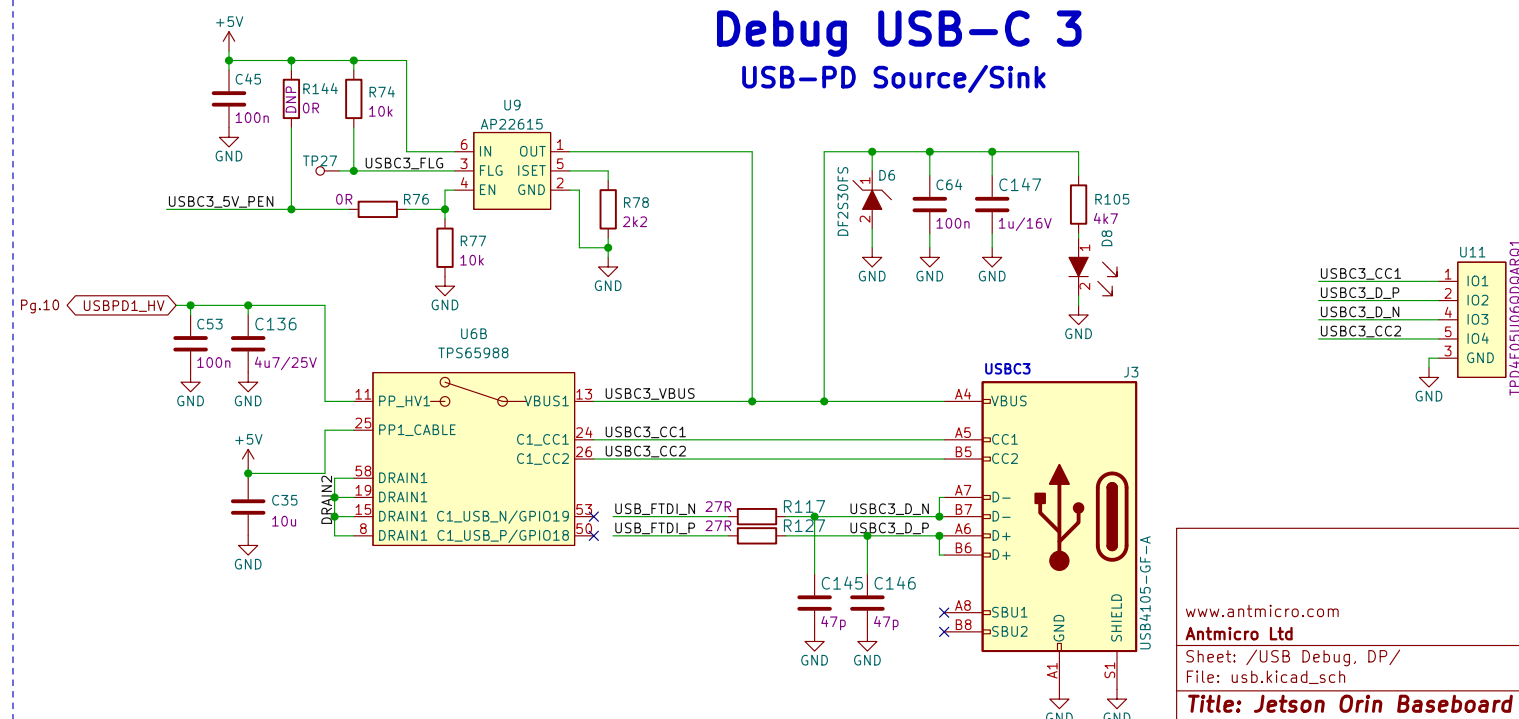 Debug USB-C 3
USB-PD Source/Sink
+5V
C45
100n
GND
DNP
R144
0R
R74
10k
U9
AP22615
6 IN OUT 1
3 FLG ISET 5
4 EN GND 2
TP27
USBC3_FLG
USBC3_5V_PEN
0R
R76
R77
10k
GND
R78
2k2
GND
DF2S30FS
D6
1
2
GND
C64
100n
GND
C147
1u/16V
GND
R105
4k7
D8
1
2
GND
U11
USBC3_CC1 1 IO1
USBC3_D_P 2 IO2
USBC3_D_N 4 IO3
USBC3_CC2 5 IO4
3 GND
GND
TPD4E05U06QDQARQ1
Pg.10
USBPD1_HV
C53
100n
GND
C136
4u7/25V
GND
U6B
TPS65988
11 PP_HV1 VBUS1 13
25 PP1_CABLE
C1_CC1 24
C1_CC2 26
58 DRAIN1
19 DRAIN1
15 DRAIN1 C1_USB_N/GPIO19 53
8 DRAIN1 C1_USB_P/GPIO18 50
DRAIN2
+5V
C35
10u
GND
USBC3_VBUS
USBC3_CC1
USBC3_CC2
USB_FTDI_N 27R R117 USBC3_D_N
USB_FTDI_P 27R R127 USBC3_D_P
C145
47p
GND
C146
47p
GND
USBC3
J3
A4 VBUS
A5 CC1
B5 CC2
A7 D-
B7 D-
A6 D+
B6 D+
A8 SBU1
B8 SBU2
GND
SHIELD
A1
S1
GND
GND
USB4105-GF-A
www.antmicro.com
Antmicro Ltd
Sheet: /USB Debug, DP/
File: usb.kicad_sch
Title: Jetson Orin Baseboard